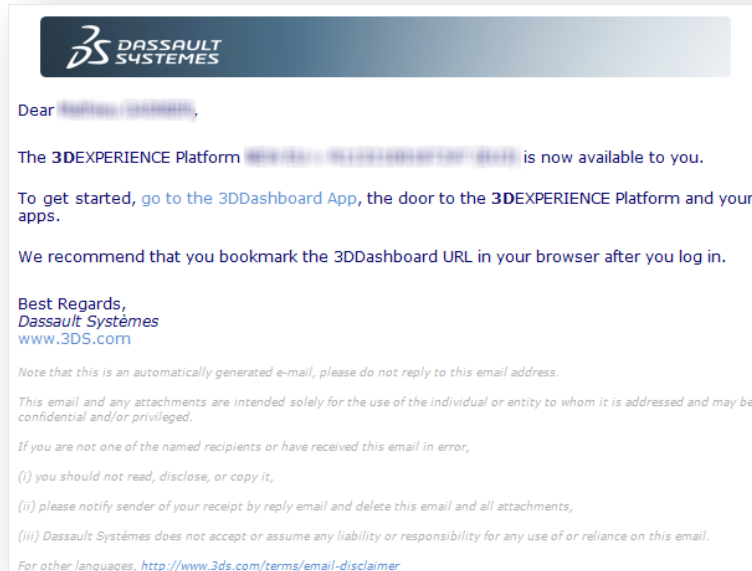 DASSAULT
SYSTEMES
Dear ,
The 3DEXPERIENCE Platform is now available to you.
To get started, go to the 3DDashboard App, the door to the 3DEXPERIENCE Platform and your
apps.
We recommend that you bookmark the 3DDashboard URL in your browser after you log in.
Best Regards,
Dassault Systèmes
www.3DS.com
Note that this is an automatically generated e-mail, please do not reply to this email address.
This email and any attachments are intended solely for the use of the individual or entity to whom it is addressed and may be
confidential and/or privileged.
If you are not one of the named recipients or have received this email in error,
(i) you should not read, disclose, or copy it,
(ii) please notify sender of your receipt by reply email and delete this email and all attachments,
(iii) Dassault Systèmes does not accept or assume any liability or responsibility for any use of or reliance on this email.
For other languages, http://www.3ds.com/terms/email-disclaimer